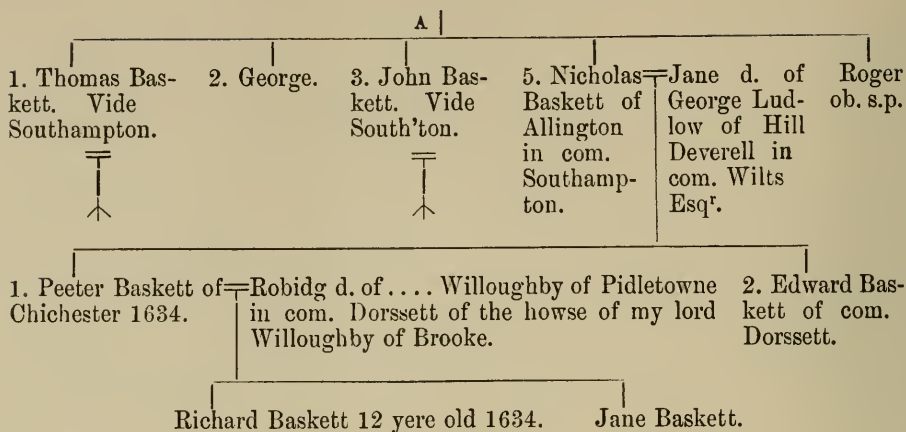 A
1. Thomas Bas-
kett. Vide
Southampton.
2. George.
3. John Bas-
kett. Vide
South'ton.
5. Nicholas
Baskett of
Allington
in com.
Southamp-
ton.
Jane d. of
George Lud-
low of Hill
Deverell in
com. Wilts
Esqr.
Roger
ob. s.p.
1. Peeter Baskett of
Chichester 1634.
Robidg d. of .... Willoughby of Pidletowne
in com. Dorssett of the howse of my lord
Willoughby of Brooke.
2. Edward Bas-
kett of com.
Dorssett.
Richard Baskett 12 yere old 1634.
Jane Baskett.